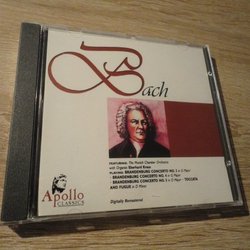 Bach
FEATURING: The Munich Chamber Orchestra
with Organist Eberhard Kraus
PLAYING: BRANDENBURG CONCERTO NO. 3 in G Major
- BRANDENBURG CONCERTO NO. 4 in G Major
- BRANDENBURG CONCERTO NO. 5 in D Major - TOCCATA
AND FUGUE in D Minor
Apollo
CLASSICS
Digitally Remastered